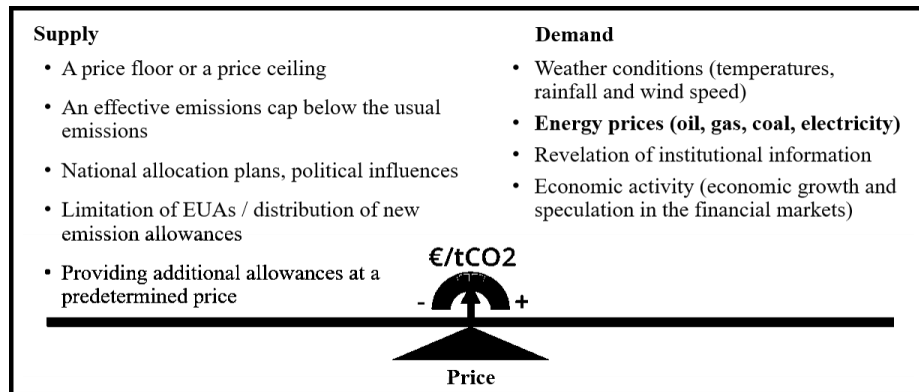 Supply
• A price floor or a price ceiling
• An effective emissions cap below the usual
emissions
• National allocation plans, political influences
• Limitation of EUAs / distribution of new
emission allowances
• Providing additional allowances at a
predetermined price
Demand
• Weather conditions (temperatures,
rainfall and wind speed)
• Energy prices (oil, gas, coal, electricity)
• Revelation of institutional information
• Economic activity (economic growth and
speculation in the financial markets)
€/tCO2
- +
Price